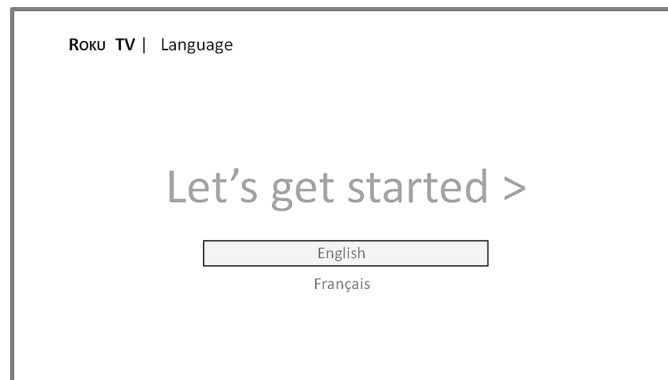 ROKU TV | Language
Let's get started >
English
Français